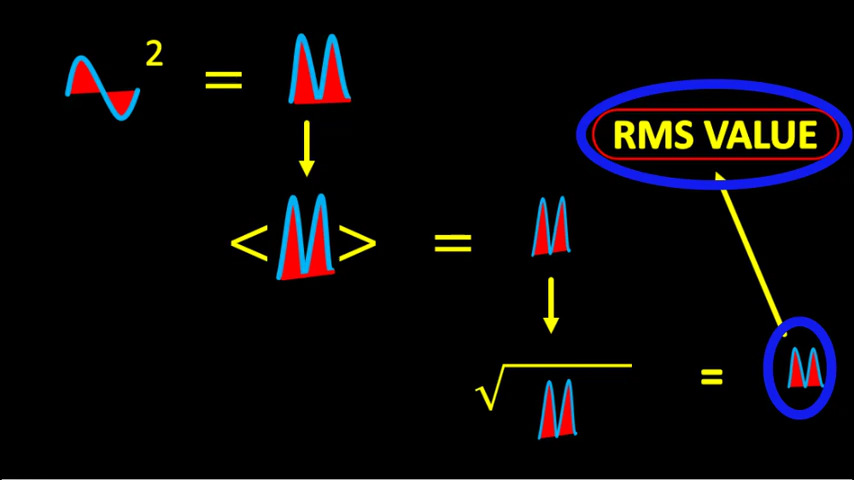 2 =
RMS VALUE
< > =
√ =